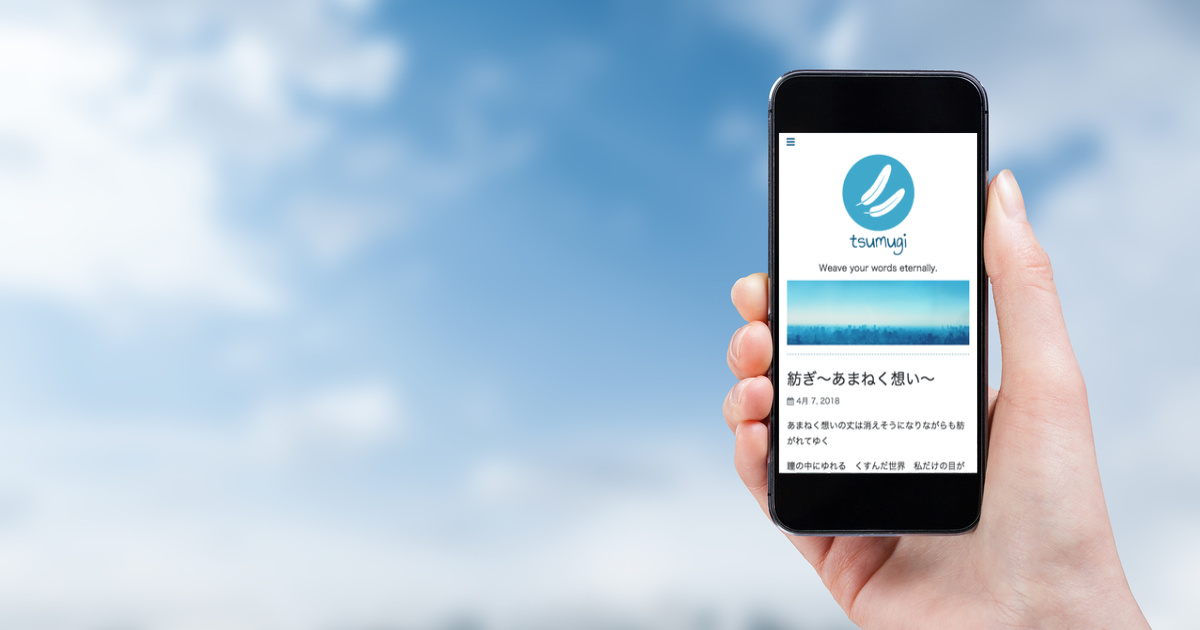 tsumugi
Weave your words eternally.
紡ぎ〜あまねく想い〜
4月 7, 2018
あまねく想いの丈は消えそうになりながらも紡
がれてゆく
瞳の中にゆれる　くすんだ世界　私だけの目が